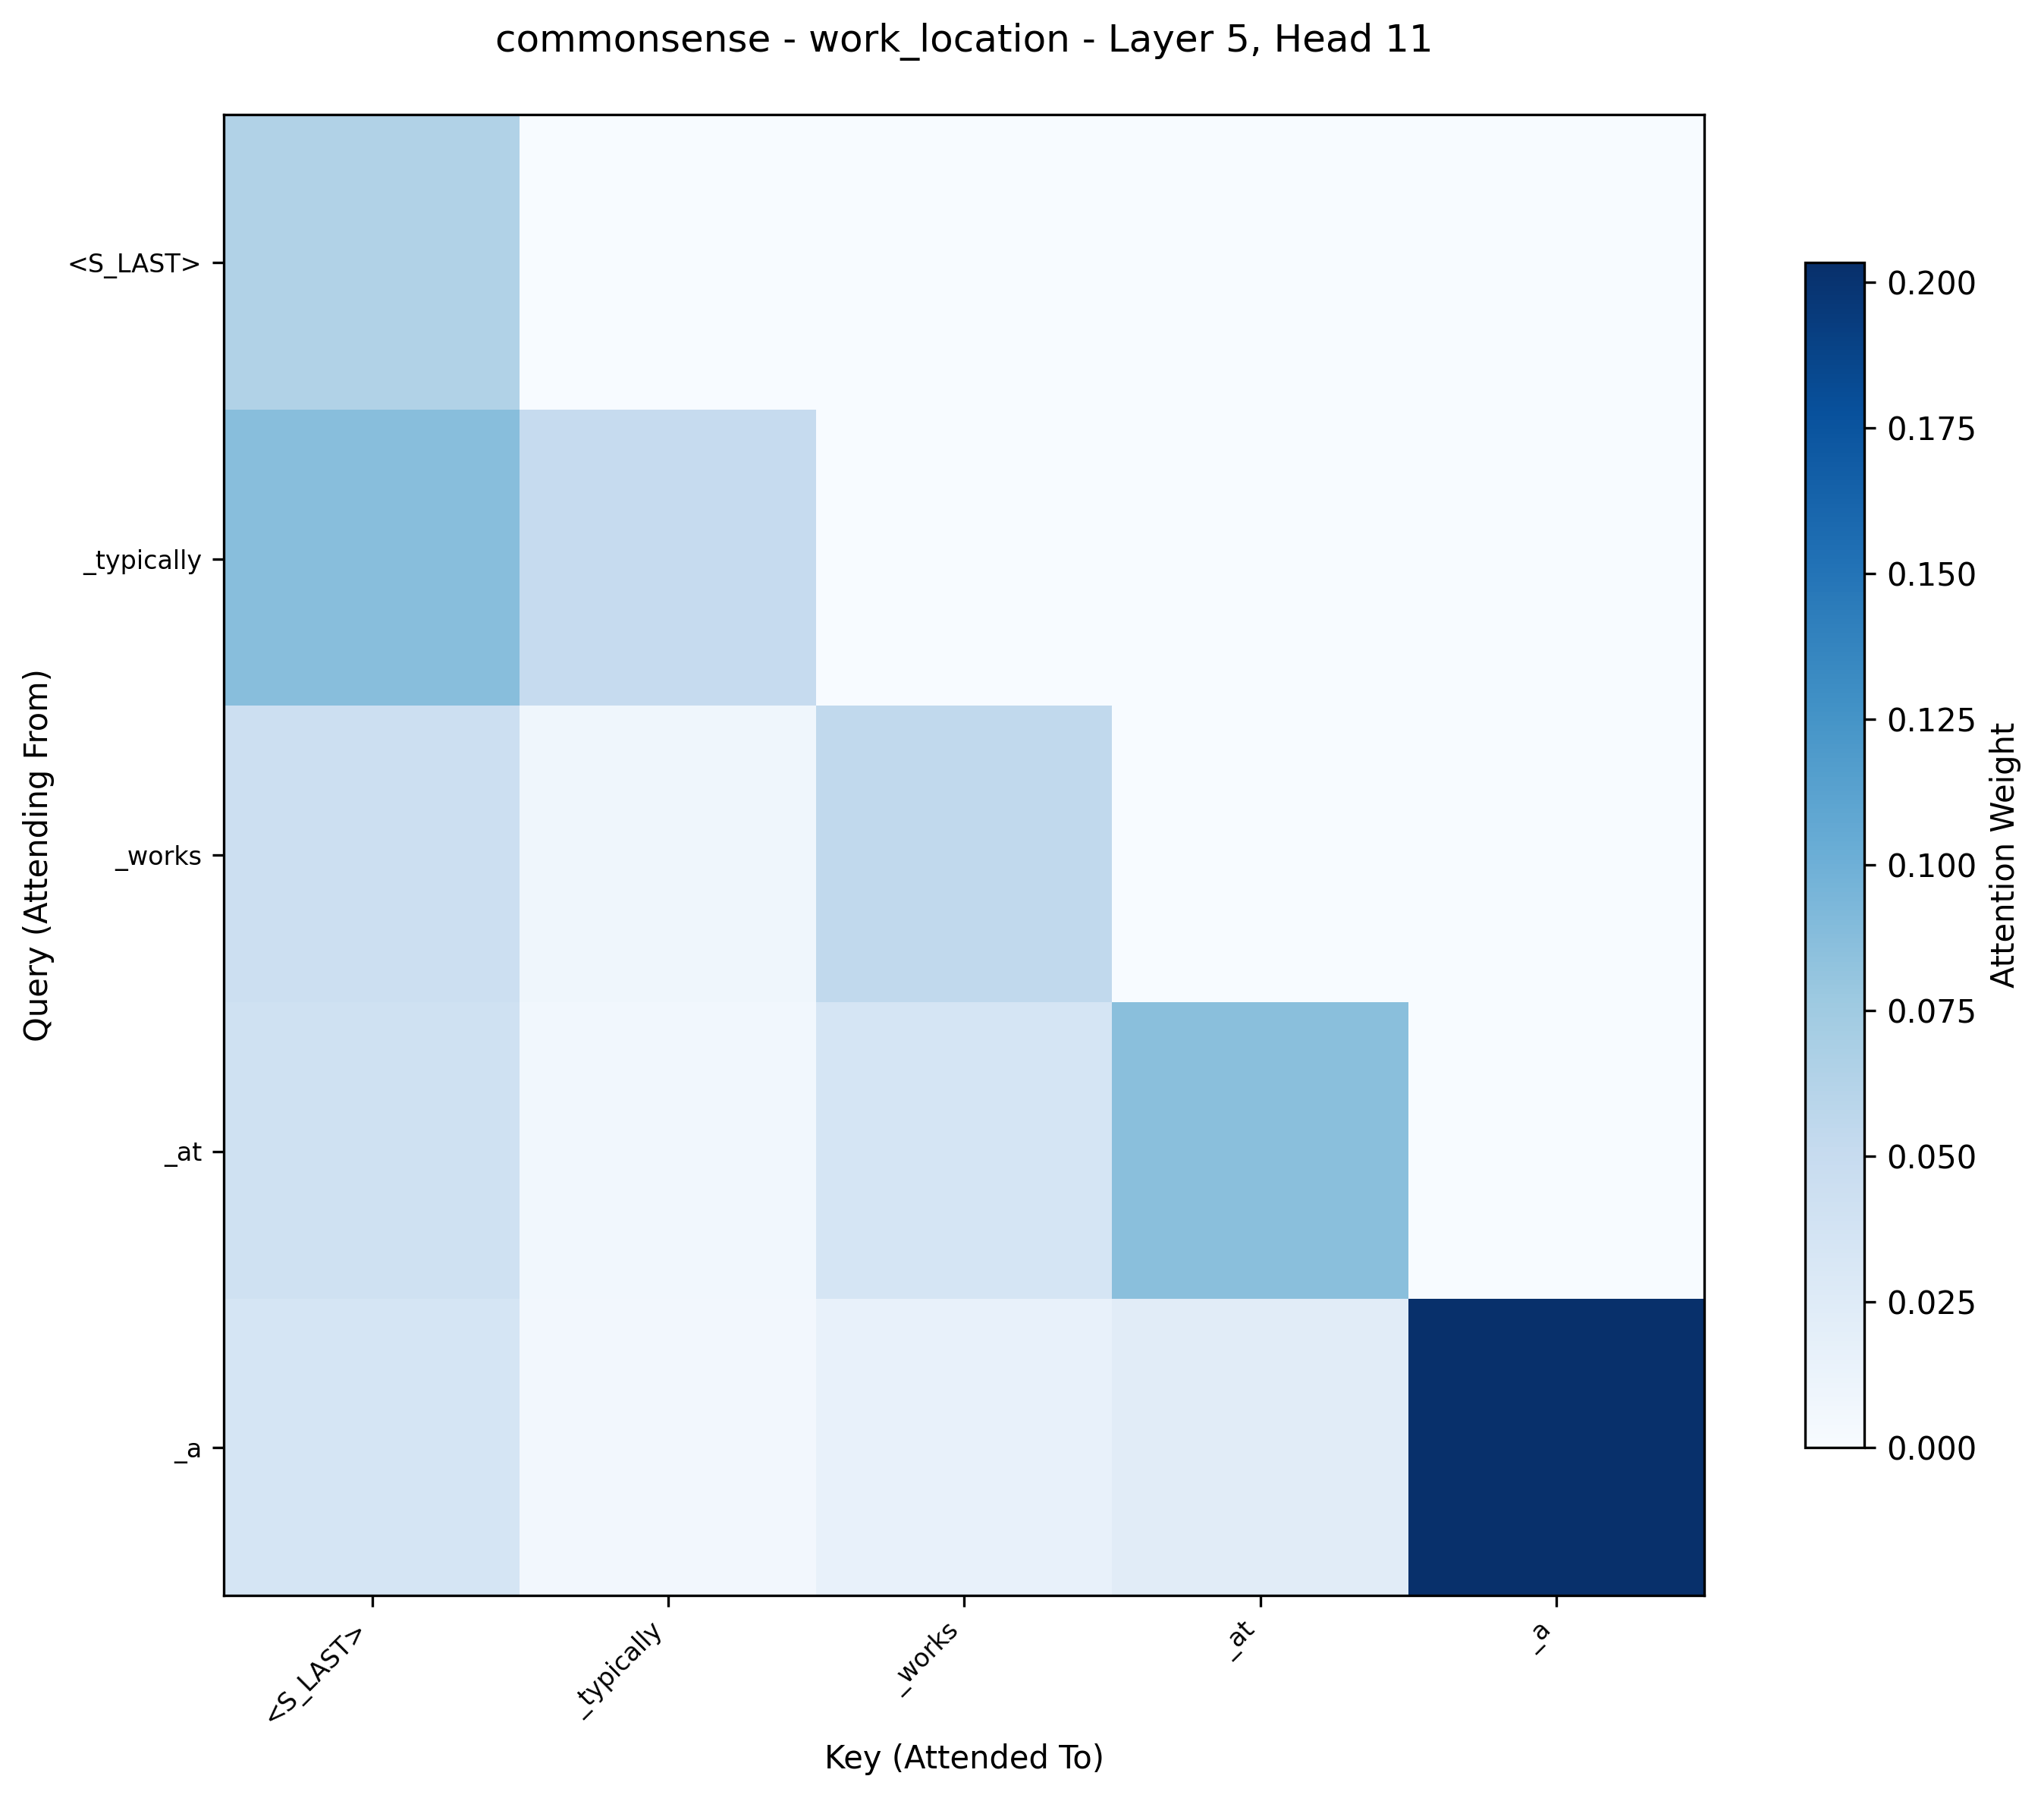 commonsense - work_location - Layer 5, Head 11
<S_LAST>
_typically
_works
_at
_a
Query (Attending From)
<S_LAST>
_typically
_works
_at
_a
Key (Attended To)
0.200
0.175
0.150
0.125
0.100
0.075
0.050
0.025
0.000
Attention Weight